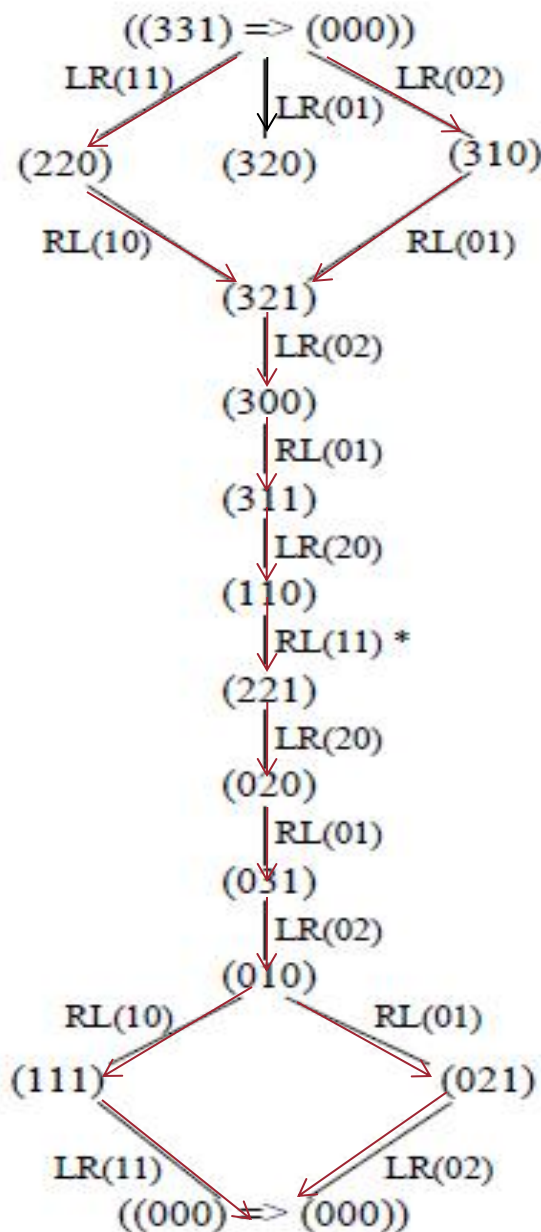 ((331) => (000))
LR(11) LR(01) LR(02)
(220) (320) (310)
RL(10) RL(01)
(321)
LR(02)
(300)
RL(01)
(311)
LR(20)
(110)
RL(11) *
(221)
LR(20)
(020)
RL(01)
(031)
LR(02)
(010)
RL(10) RL(01)
(111) (021)
LR(11) LR(02)
((000) => (000))